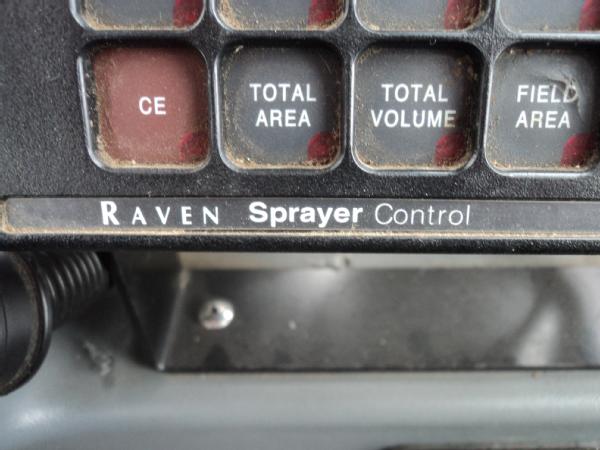 CE
TOTAL
AREA
TOTAL
VOLUME
FIELD
AREA
RAVEN Sprayer Control